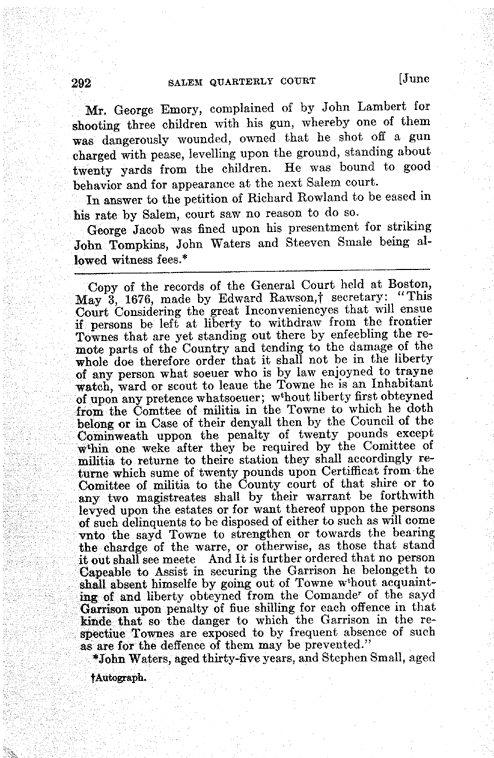 292 SALEM QUARTERLY COURT [June
Mr. George Emory, complained of by John Lambert for
shooting three children with his gun, whereby one of them
was dangerously wounded, owned that he shot off a gun
charged with pease, levelling upon the ground, standing about
twenty yards from the children. He was bound to good
behavior and for appearance at the next Salem court.
In answer to the petition of Richard Rowland to be eased in
his rate by Salem, court saw no reason to do so.
George Jacob was fined upon his presentment for striking
John Tompkins, John Waters and Steeven Smale being al-
lowed witness fees.*
Copy of the records of the General Court held at Boston,
May 3, 1676, made by Edward Rawson,† secretary: "This
Court Considering the great Inconveniencyes that will ensue
if persons be left at liberty to withdraw from the frontier
Townes that are yet standing out there by enfeebling the re-
mote parts of the Country and tending to the damage of the
whole doe therefore order that it shall not be in the liberty
of any person what soeuer who is by law enjoyned to trayne
watch, ward or scout to leaue the Towne he is an Inhabitant
of upon any pretence whatsoeuer; wᵗhout liberty first obteyned
from the Comttee of militia in the Towne to which he doth
belong or in Case of their denyall then by the Council of the
Cominweath uppon the penalty of twenty pounds except
wᵗhin one weke after they be required by the Comittee of
militia to returne to theire station they shall accordingly re-
turne which sume of twenty pounds upon Certifficat from the
Comittee of militia to the County court of that shire or to
any two magistreates shall by their warrant be forthwith
levyed upon the estates or for want thereof uppon the persons
of such delinquents to be disposed of either to such as will come
vnto the sayd Towne to strengthen or towards the bearing
the chardge of the warre, or otherwise, as those that stand
it out shall see meete And It is further ordered that no person
Capeable to Assist in securing the Garrison he belongeth to
shall absent himselfe by going out of Towne wᵗhout acquaint-
ing of and liberty obteyned from the Comandeʳ of the sayd
Garrison upon penalty of fiue shilling for each offence in that
kinde that so the danger to which the Garrison in the re-
spectiue Townes are exposed to by frequent absence of such
as are for the deffence of them may be prevented."
*John Waters, aged thirty-five years, and Stephen Small, aged
†Autograph.